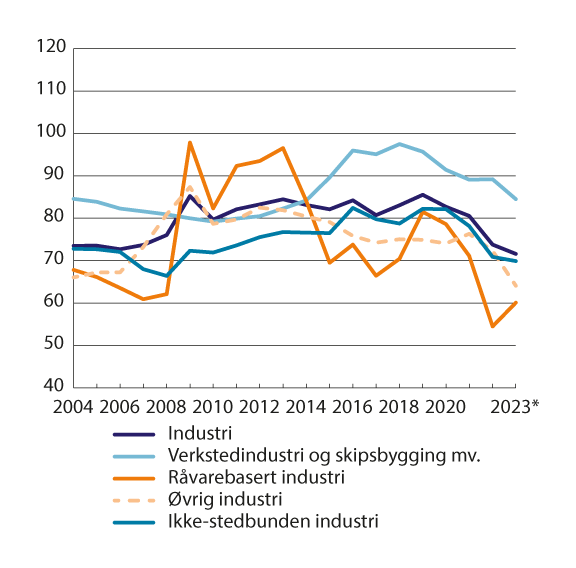 120
110
100
90
80
70
60
50
40
2004 2006 2008 2010 2012 2014 2016 2018 2020 2023*
Industri
Verkstedindustri og skipsbygging mv.
Råvarebasert industri
Øvrig industri
Ikke-stedbunden industri